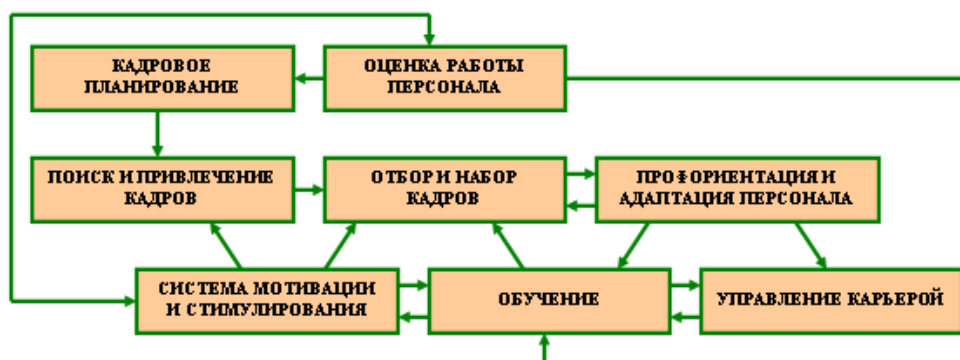 КАДРОВОЕ
ПЛАНИРОВАНИЕ
ОЦЕНКА РАБОТЫ
ПЕРСОНАЛА
ПОИСК И ПРИВЛЕЧЕНИЕ
КАДРОВ
ОТБОР И НАБОР
КАДРОВ
ПРОФОРИЕНТАЦИЯ И
АДАПТАЦИЯ ПЕРСОНАЛА
СИСТЕМА МОТИВАЦИИ
И СТИМУЛИРОВАНИЯ
ОБУЧЕНИЕ
УПРАВЛЕНИЕ КАРЬЕРОЙ